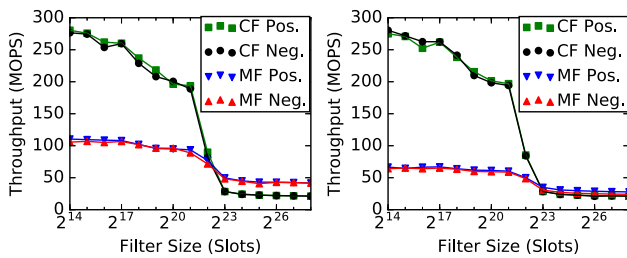 Throughput (MOPS)
300
250
200
150
100
50
0
2^14
2^17
2^20
2^23
2^26
Filter Size (Slots)
CF Pos.
CF Neg.
MF Pos.
MF Neg.
Throughput (MOPS)
300
250
200
150
100
50
0
2^14
2^17
2^20
2^23
2^26
Filter Size (Slots)
CF Pos.
CF Neg.
MF Pos.
MF Neg.